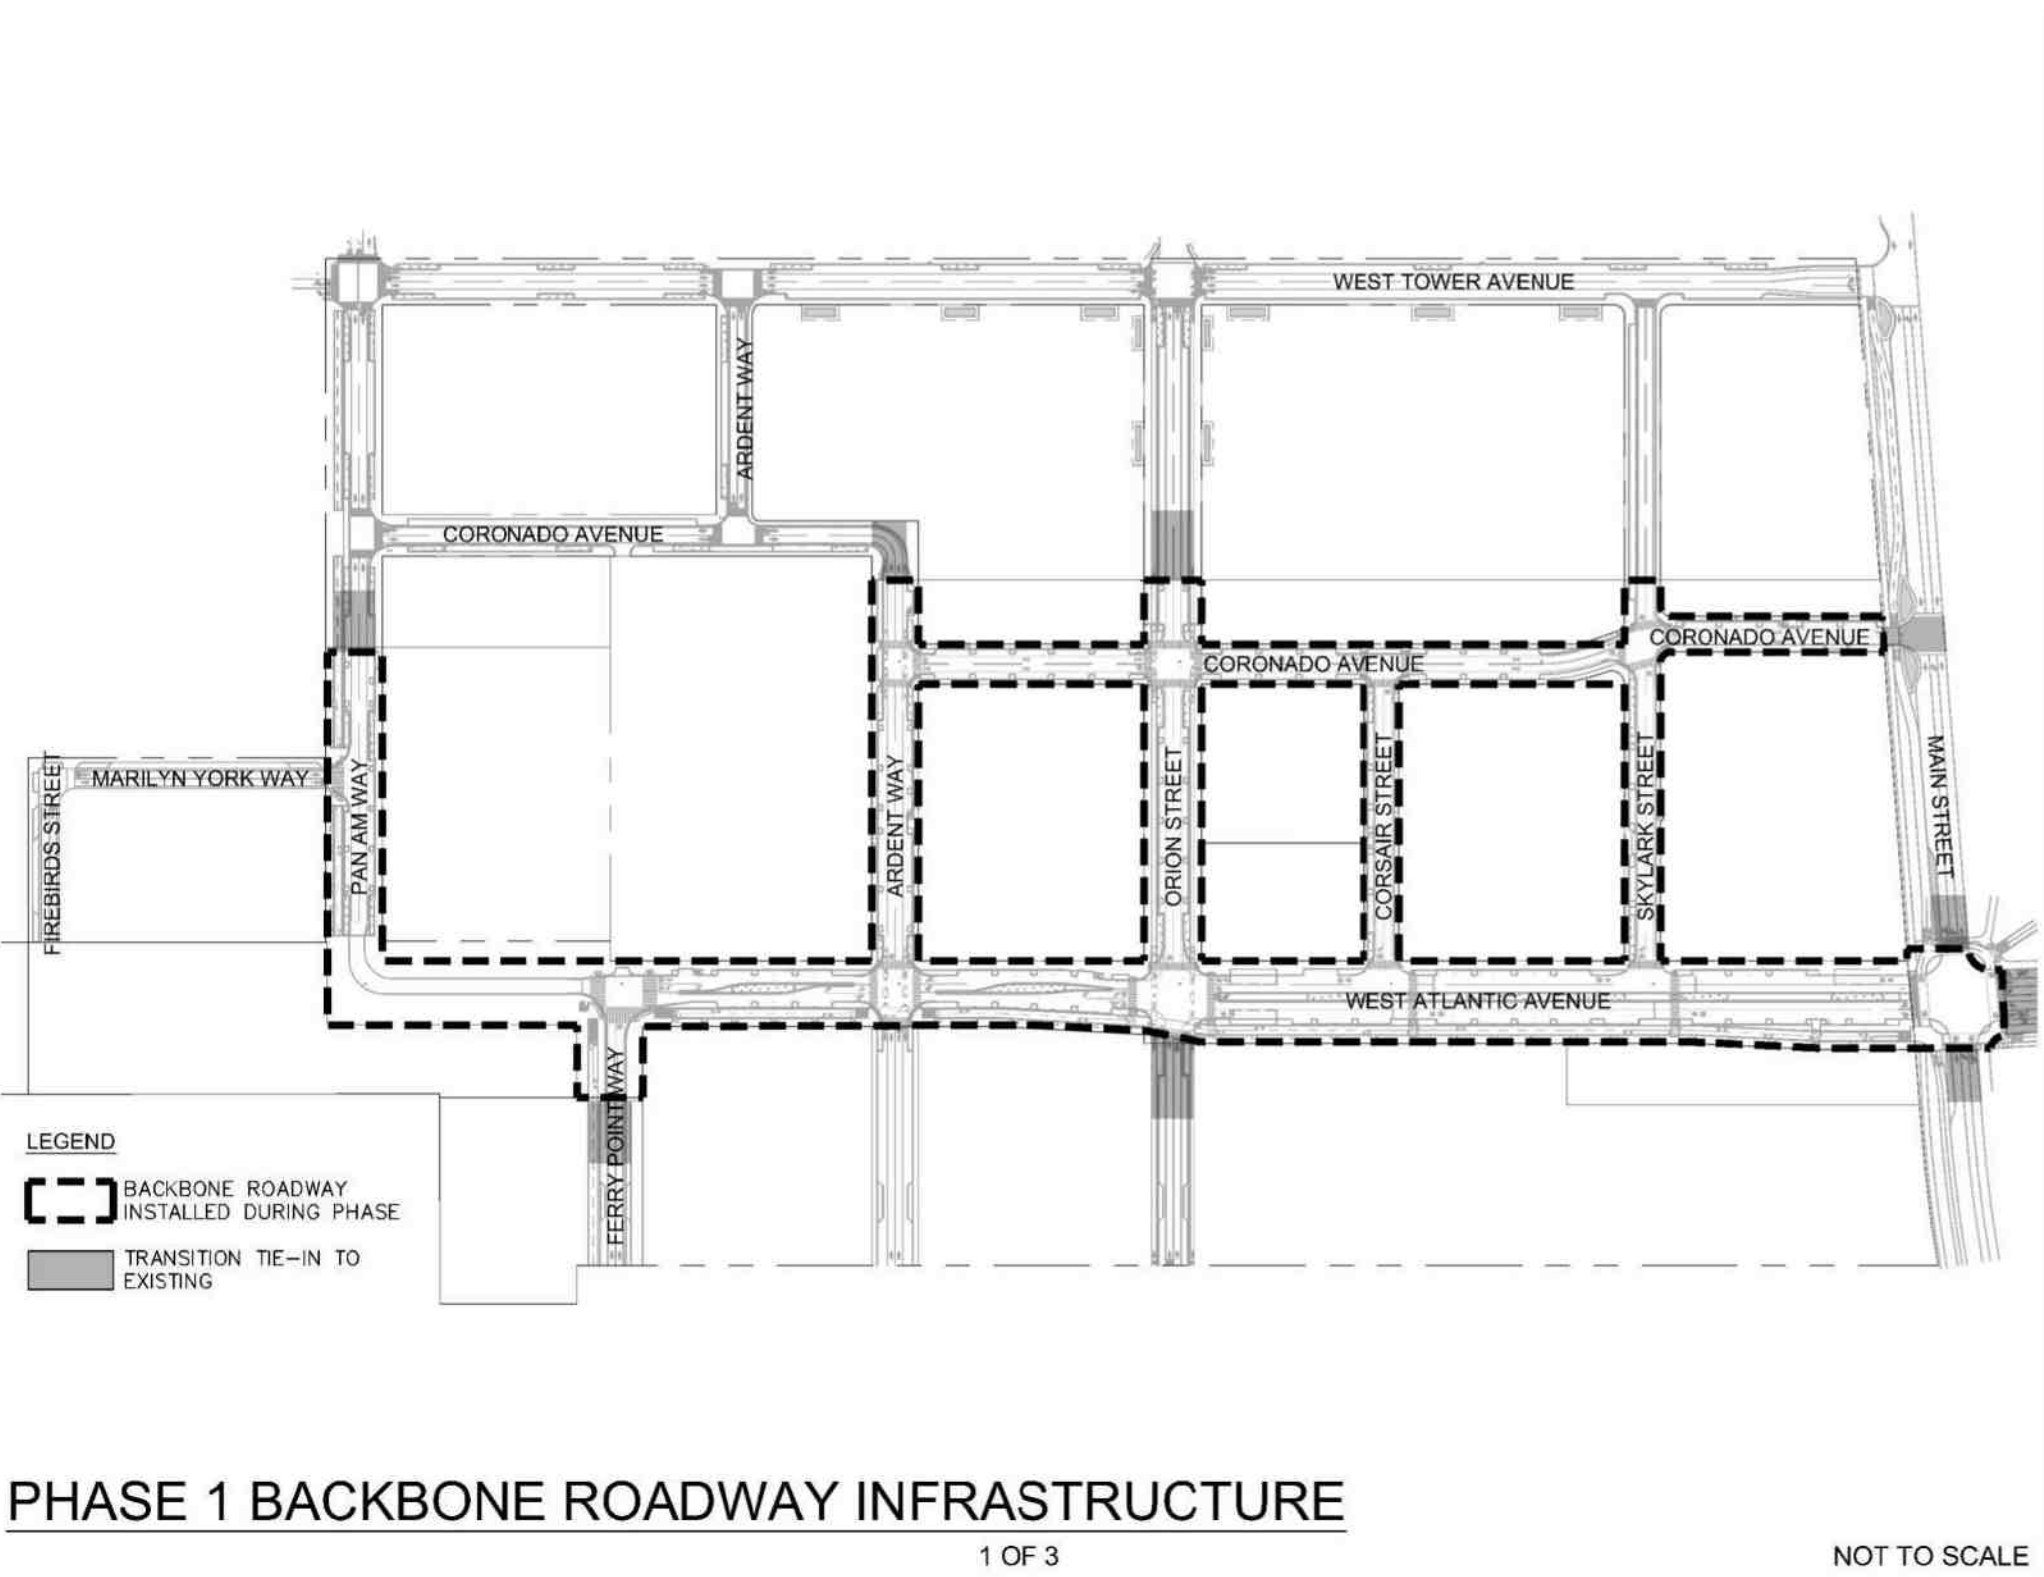 WEST TOWER AVENUE
ARDENT WAY
CORONADO AVENUE
CORONADO AVENUE
CORONADO AVENUE
MARILYN YORK WAY
FIREBIRDS STREET
PAN AM WAY
ARDENT WAY
ORION STREET
CORSAIR STREET
SKYLARK STREET
MAIN STREET
WEST ATLANTIC AVENUE
FERRY POINT WAY
LEGEND
BACKBONE ROADWAY
INSTALLED DURING PHASE
TRANSITION TIE-IN TO
EXISTING
PHASE 1 BACKBONE ROADWAY INFRASTRUCTURE
1 OF 3
NOT TO SCALE